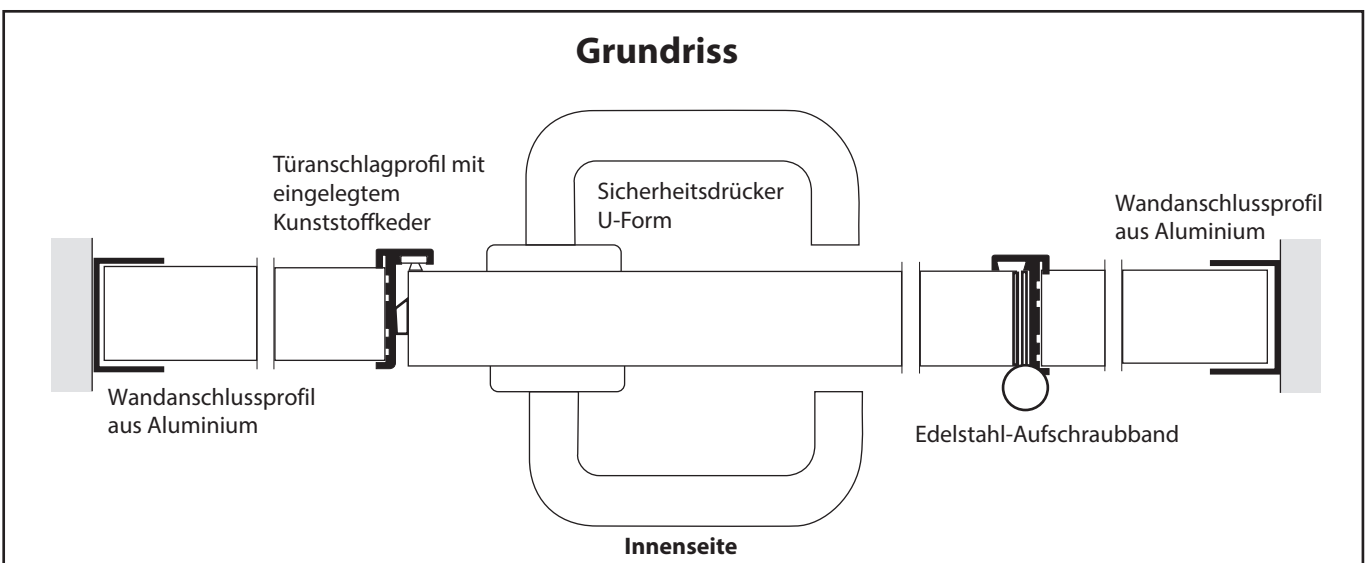 Grundriss
Türanschlagprofil mit
eingelegtem
Kunststoffkeder
Sicherheitsdrücker
U-Form
Wandanschlussprofil
aus Aluminium
Wandanschlussprofil
aus Aluminium
Edelstahl-Aufschraubband
Innenseite